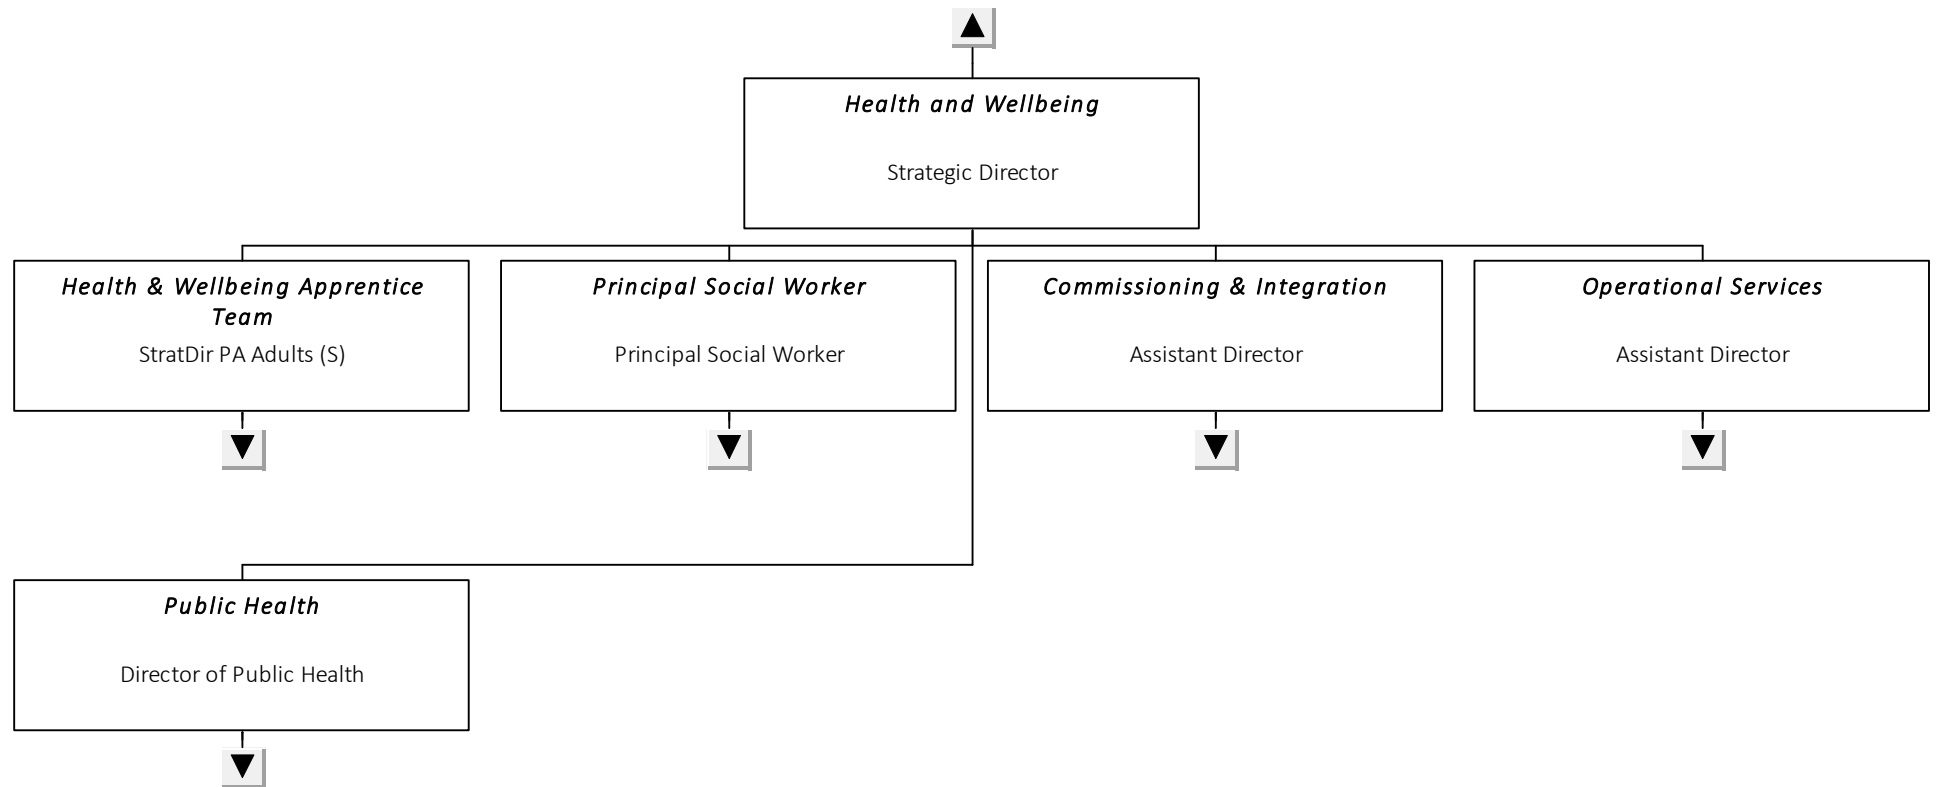 Health and Wellbeing
Strategic Director
Health & Wellbeing Apprentice
Team
StratDir PA Adults (S)
Principal Social Worker
Principal Social Worker
Commissioning & Integration
Assistant Director
Operational Services
Assistant Director
Public Health
Director of Public Health